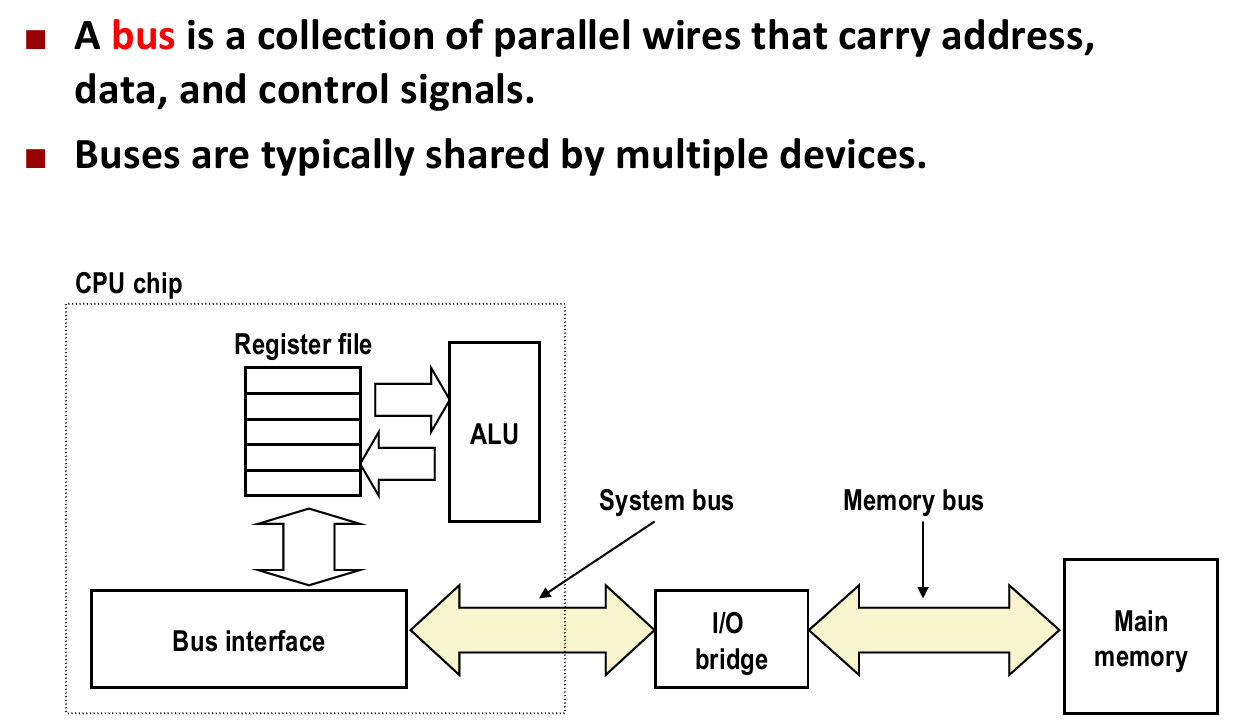 A bus is a collection of parallel wires that carry address,
data, and control signals.
Buses are typically shared by multiple devices.
CPU chip
Register file
ALU
System bus
Memory bus
Bus interface
I/O
bridge
Main
memory